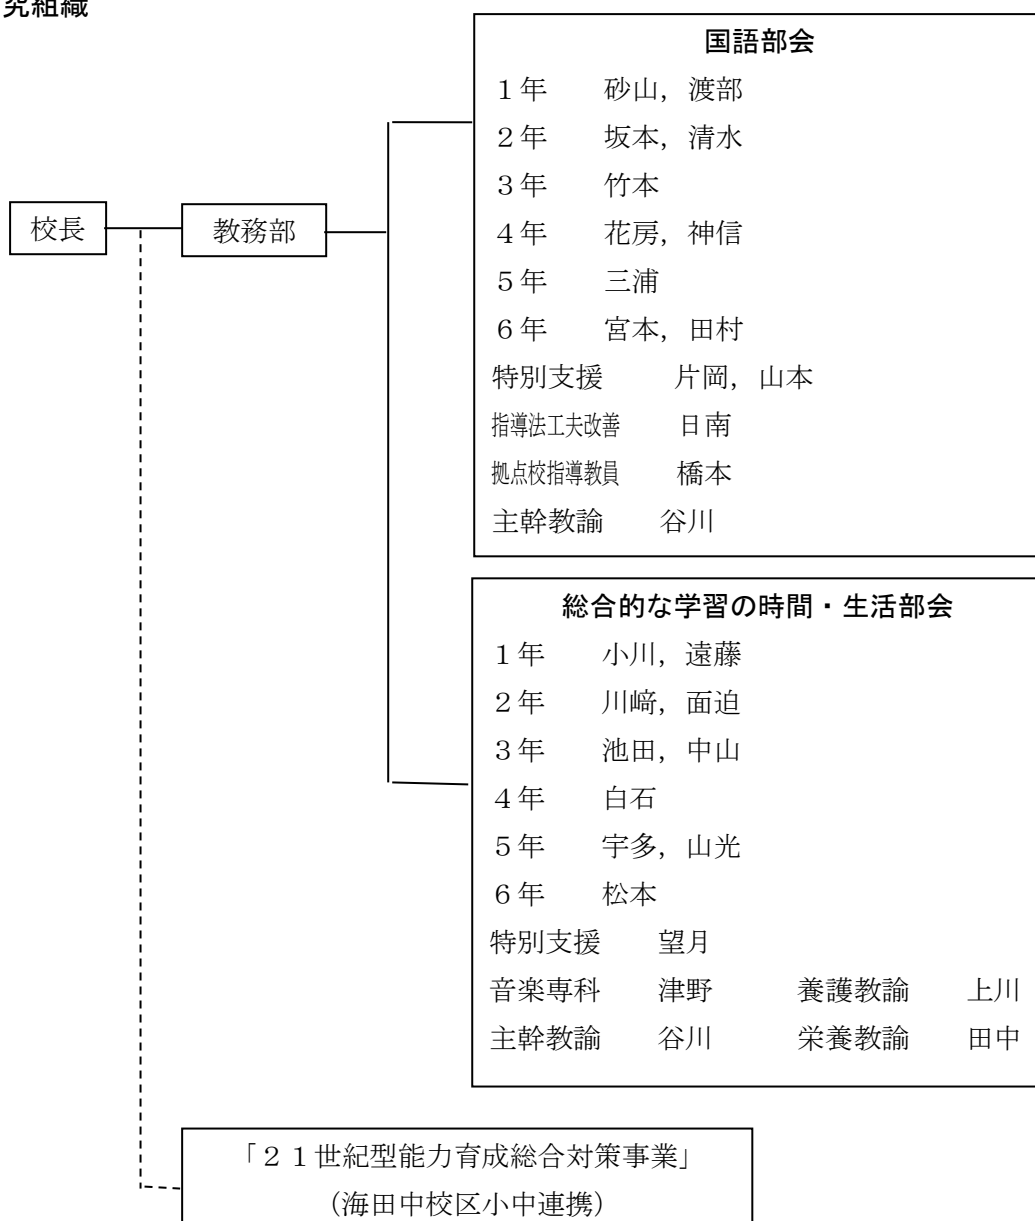 究組織
国語部会
１年 砂山，渡部
２年 坂本，清水
３年 竹本
４年 花房，神信
５年 三浦
６年 宮本，田村
特別支援 片岡，山本
指導法工夫改善 日南
拠点校指導教員 橋本
主幹教諭 谷川
校長
教務部
総合的な学習の時間・生活部会
１年 小川，遠藤
２年 川﨑，面迫
３年 池田，中山
４年 白石
５年 宇多，山光
６年 松本
特別支援 望月
音楽専科 津野 養護教諭 上川
主幹教諭 谷川 栄養教諭 田中
「２１世紀型能力育成総合対策事業」
（海田中校区小中連携）